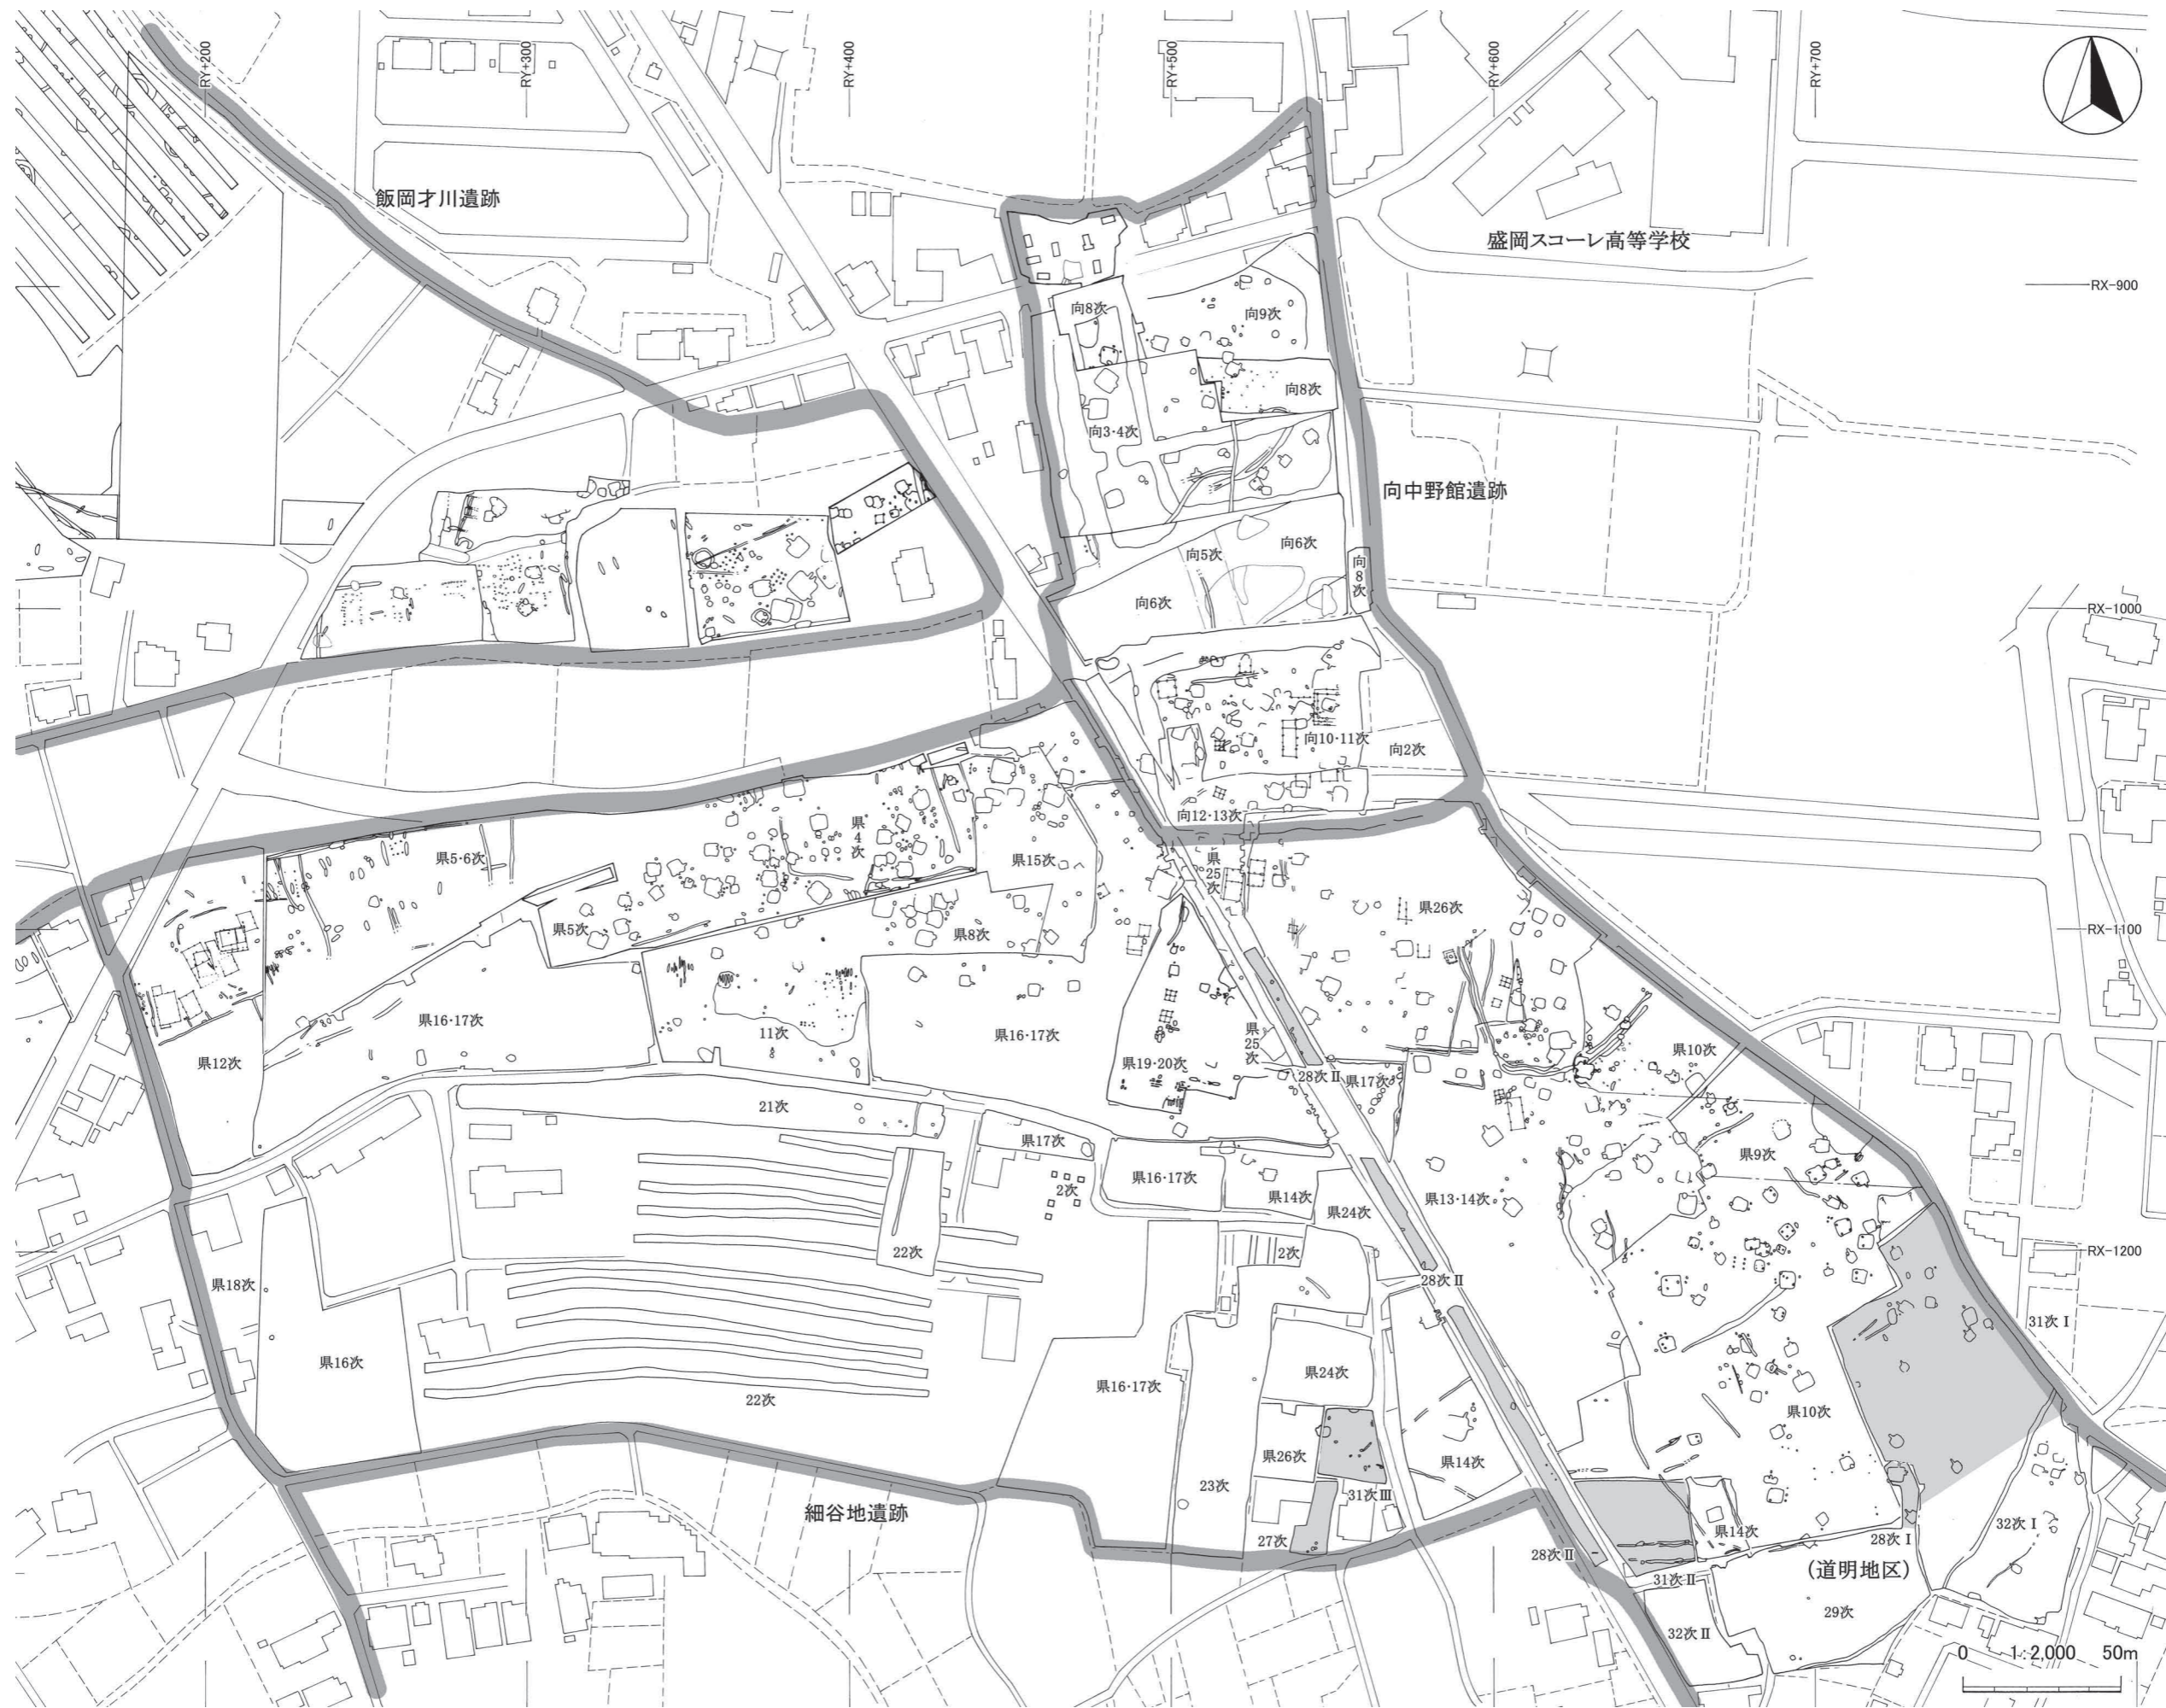 RY+200
RY+300
RY+400
RY+500
RY+600
RY+700
飯岡才川遺跡
盛岡スコーレ高等学校
RX-900
向8次
向9次
向8次
向3・4次
向中野館遺跡
向5次
向6次
向8次
向6次
RX-1000
向10・11次
向2次
向12・13次
県4次
県5・6次
県15次
県25次
県26次
県5次
県8次
RX-1100
県16・17次
11次
県16・17次
県25次
県12次
県19・20次
28次Ⅱ
県17次
県10次
21次
県17次
県9次
県16・17次
2次
県14次
県13・14次
県24次
22次
2次
RX-1200
県18次
28次Ⅱ
31次Ⅰ
県16次
県24次
県16・17次
22次
県10次
県26次
県14次
23次
31次Ⅲ
細谷地遺跡
32次Ⅰ
27次
県14次
28次Ⅰ
28次Ⅱ
(道明地区)
31次Ⅱ
29次
32次Ⅱ
0 1:2,000 50m